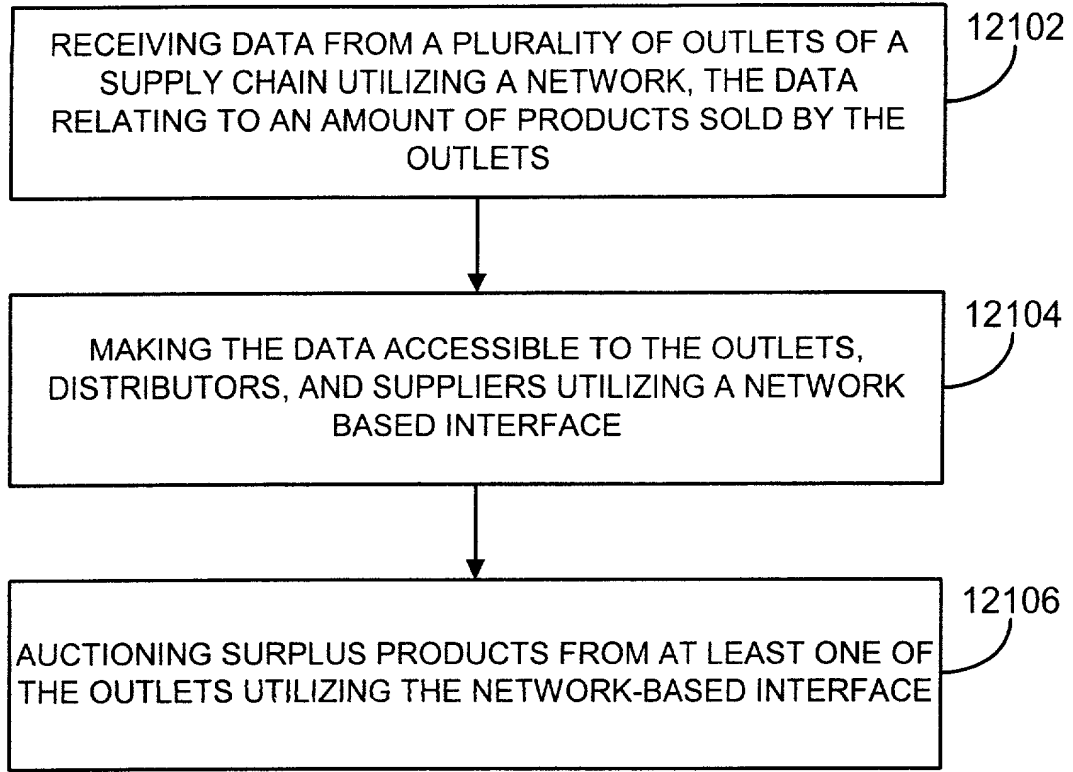 RECEIVING DATA FROM A PLURALITY OF OUTLETS OF A
SUPPLY CHAIN UTILIZING A NETWORK, THE DATA
RELATING TO AN AMOUNT OF PRODUCTS SOLD BY THE
OUTLETS
12102
MAKING THE DATA ACCESSIBLE TO THE OUTLETS,
DISTRIBUTORS, AND SUPPLIERS UTILIZING A NETWORK
BASED INTERFACE
12104
AUCTIONING SURPLUS PRODUCTS FROM AT LEAST ONE OF
THE OUTLETS UTILIZING THE NETWORK-BASED INTERFACE
12106